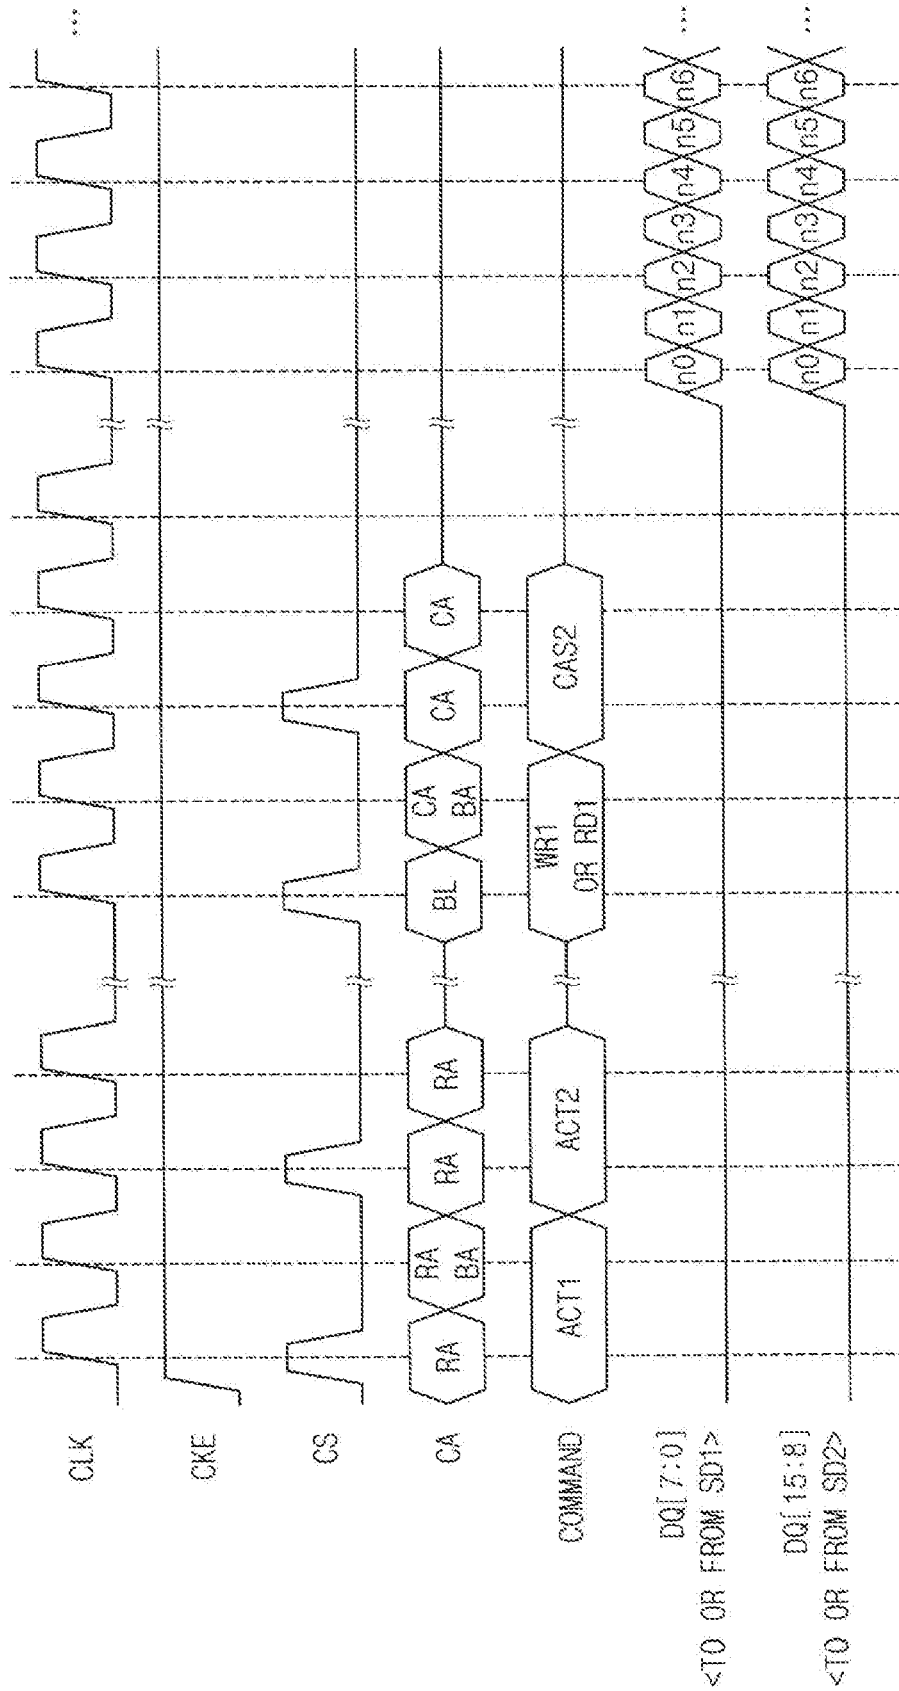 CLK
...
CKE
CS
CA
RA
RA
BA
RA
RA
BL
CA
BA
CA
CA
COMMAND
ACT1
ACT2
WR1
OR RD1
CAS2
DQ[7:0]
<TO OR FROM SD1>
n0 n1 n2 n3 n4 n5 n6 ...
DQ[15:8]
<TO OR FROM SD2>
n0 n1 n2 n3 n4 n5 n6 ...